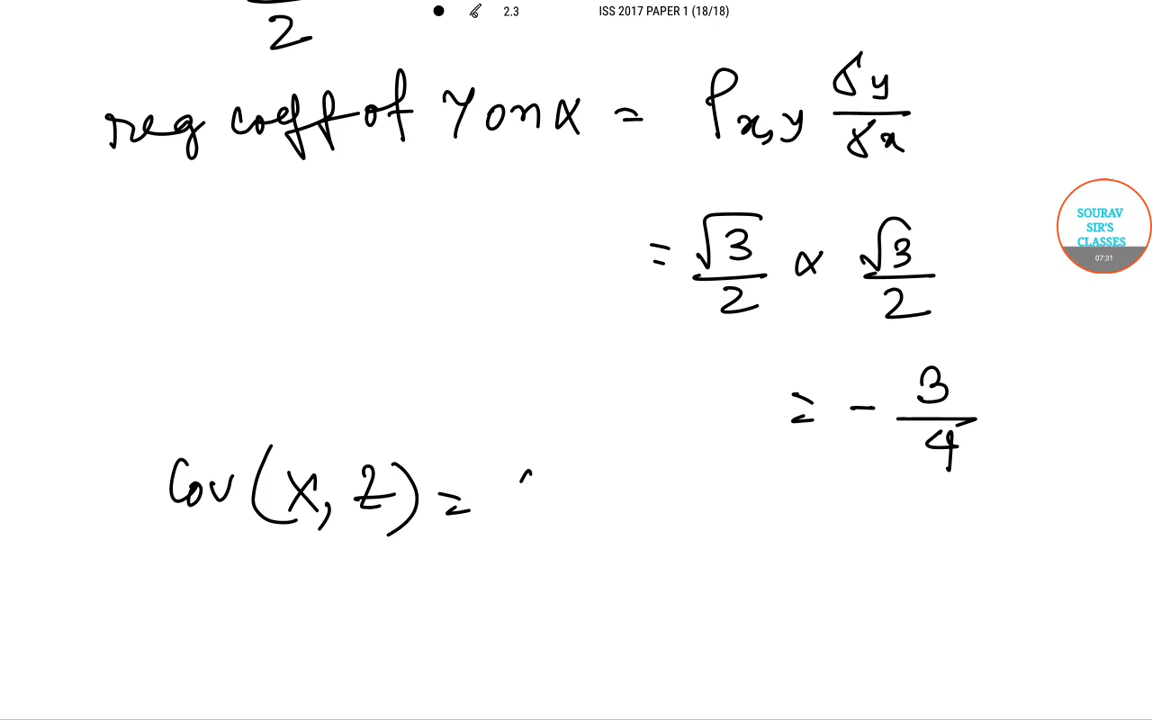 2
2.3 ISS 2017 PAPER 1 (18/18)
reg coeff of Y on X = ρx,y σy/σx
= √3/2 × √3/2
SOURAV
SIR'S
CLASSES
07:31
= - 3/4
Cov(X, Z) =